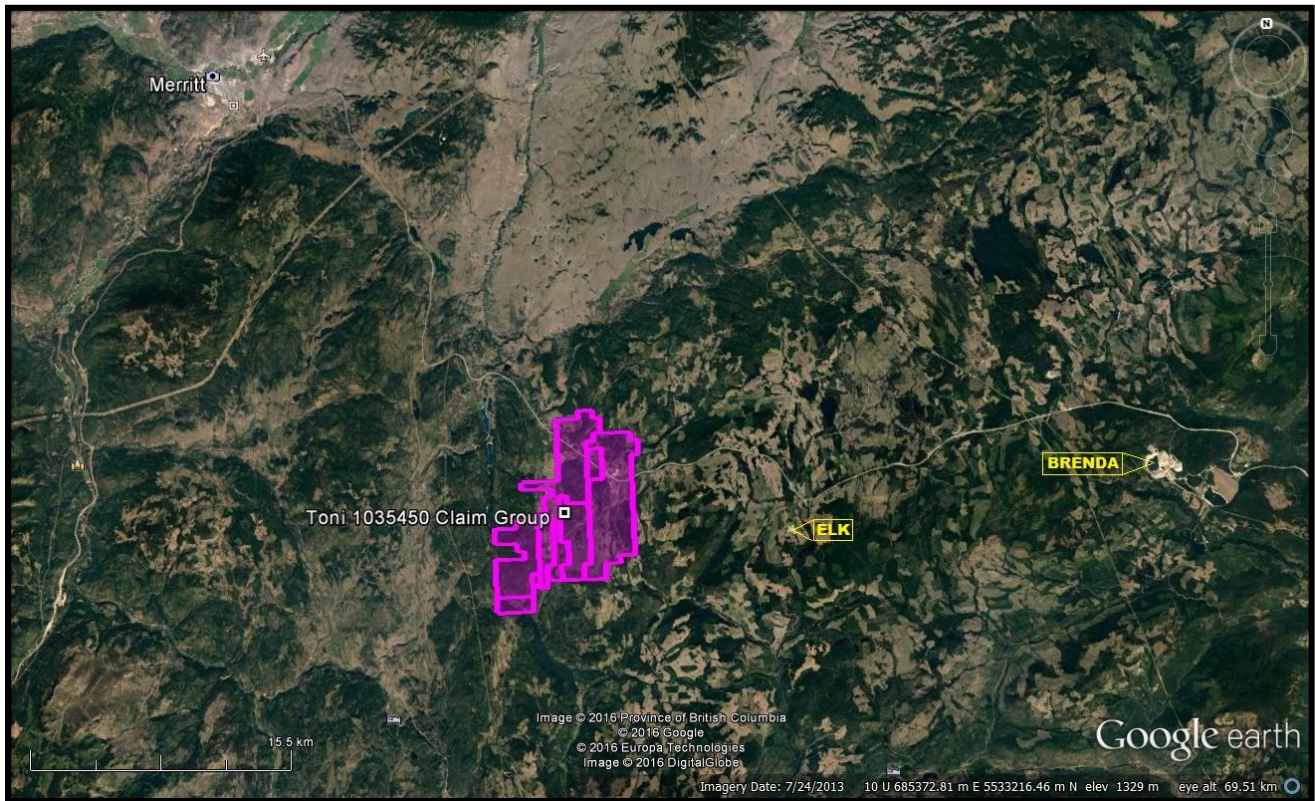 N
Merritt
BRENDA
Toni 1035450 Claim Group
ELK
15.5 km
Image © 2016 Province of British Columbia
© 2016 Google
© 2016 Europa Technologies
Image © 2016 DigitalGlobe
Google earth
Imagery Date: 7/24/2013 10 U 685372.81 m E 5533216.46 m N elev 1329 m eye alt 69.51 km